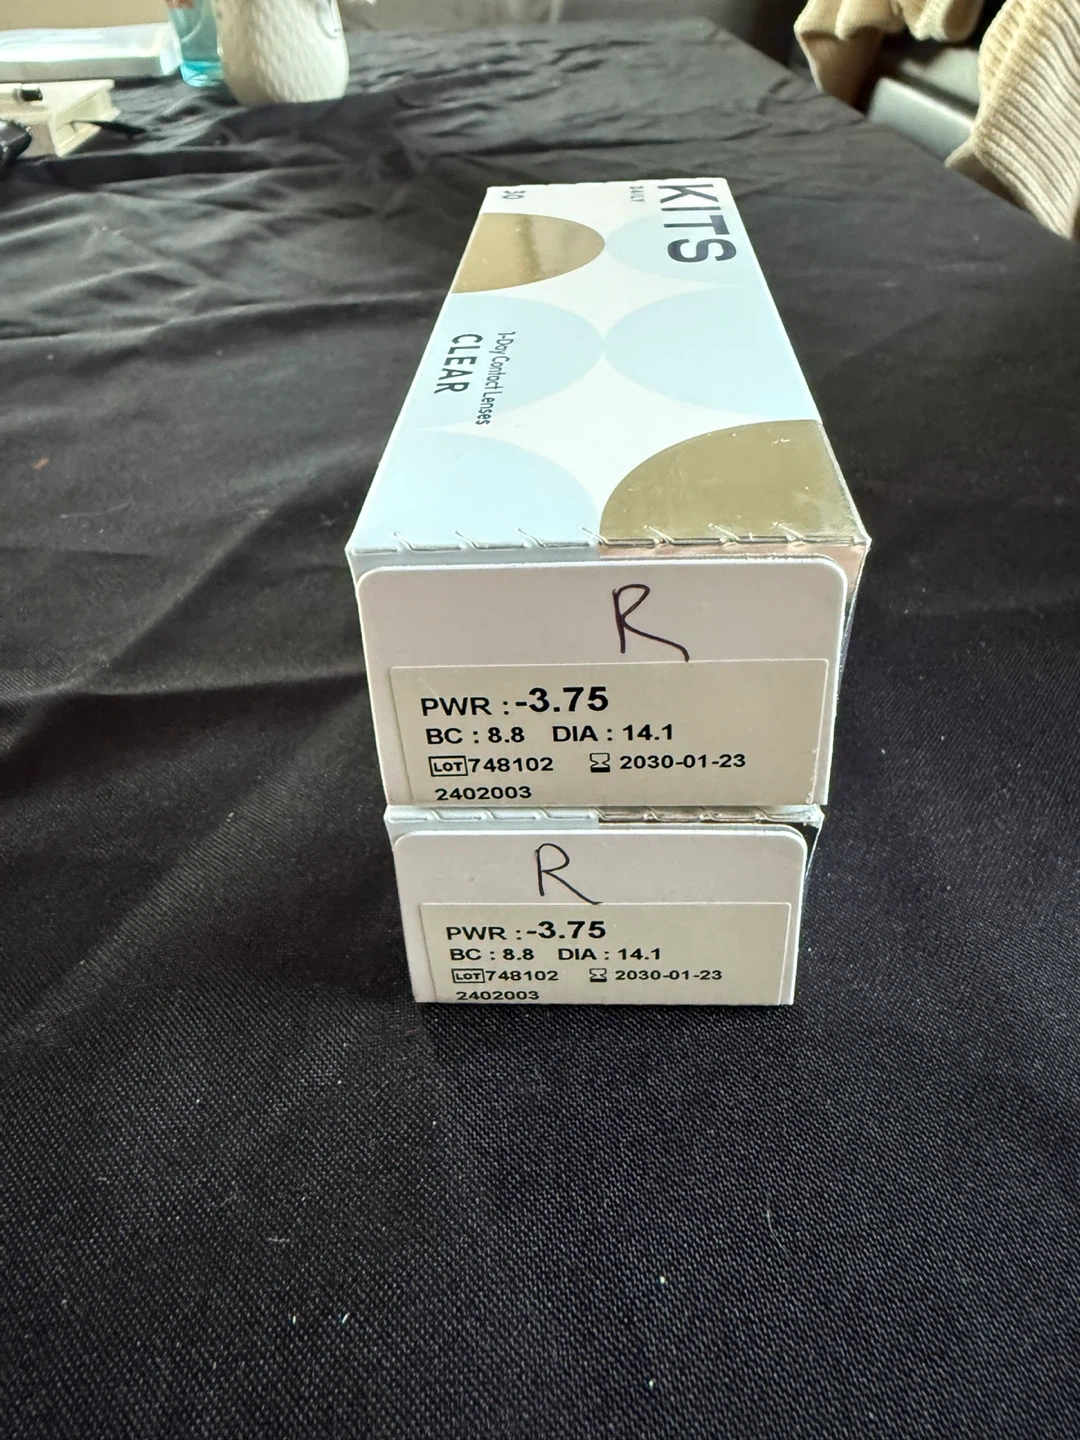 KITS
DAILY
30
1-Day Contact Lenses
CLEAR
R
PWR : -3.75
BC : 8.8 DIA : 14.1
LOT 748102 2030-01-23
2402003
R
PWR : -3.75
BC : 8.8 DIA : 14.1
LOT 748102 2030-01-23
2402003